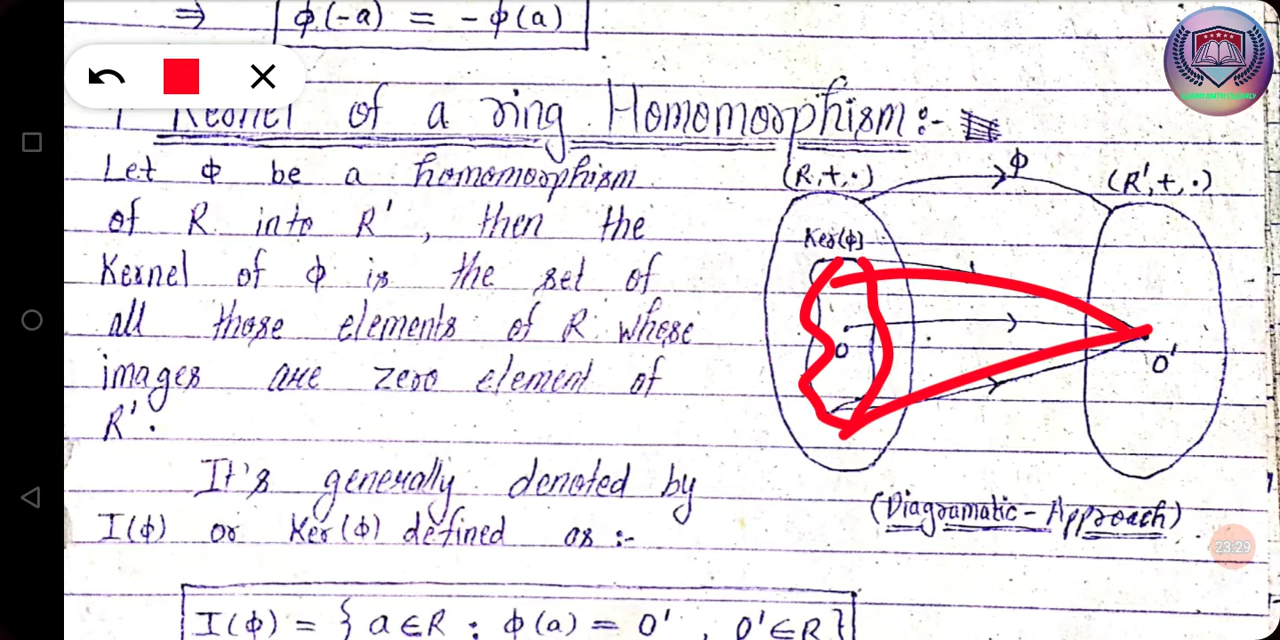 ⇒ ϕ(-a) = -ϕ(a)
Kernel of a ring Homomorphism:-
Let ϕ be a homomorphism
of R into R', then the
Kernel of ϕ is the set of
all those elements of R whose
images are zero element of
R'.
(R,+,·) ϕ (R',+,·)
Ker(ϕ)
0
0'
(Diagramatic-Approach)
It's generally denoted by
I(ϕ) or Ker(ϕ) defined as:-
23:29
I(ϕ) = { a∈R : ϕ(a) = 0', 0'∈R }